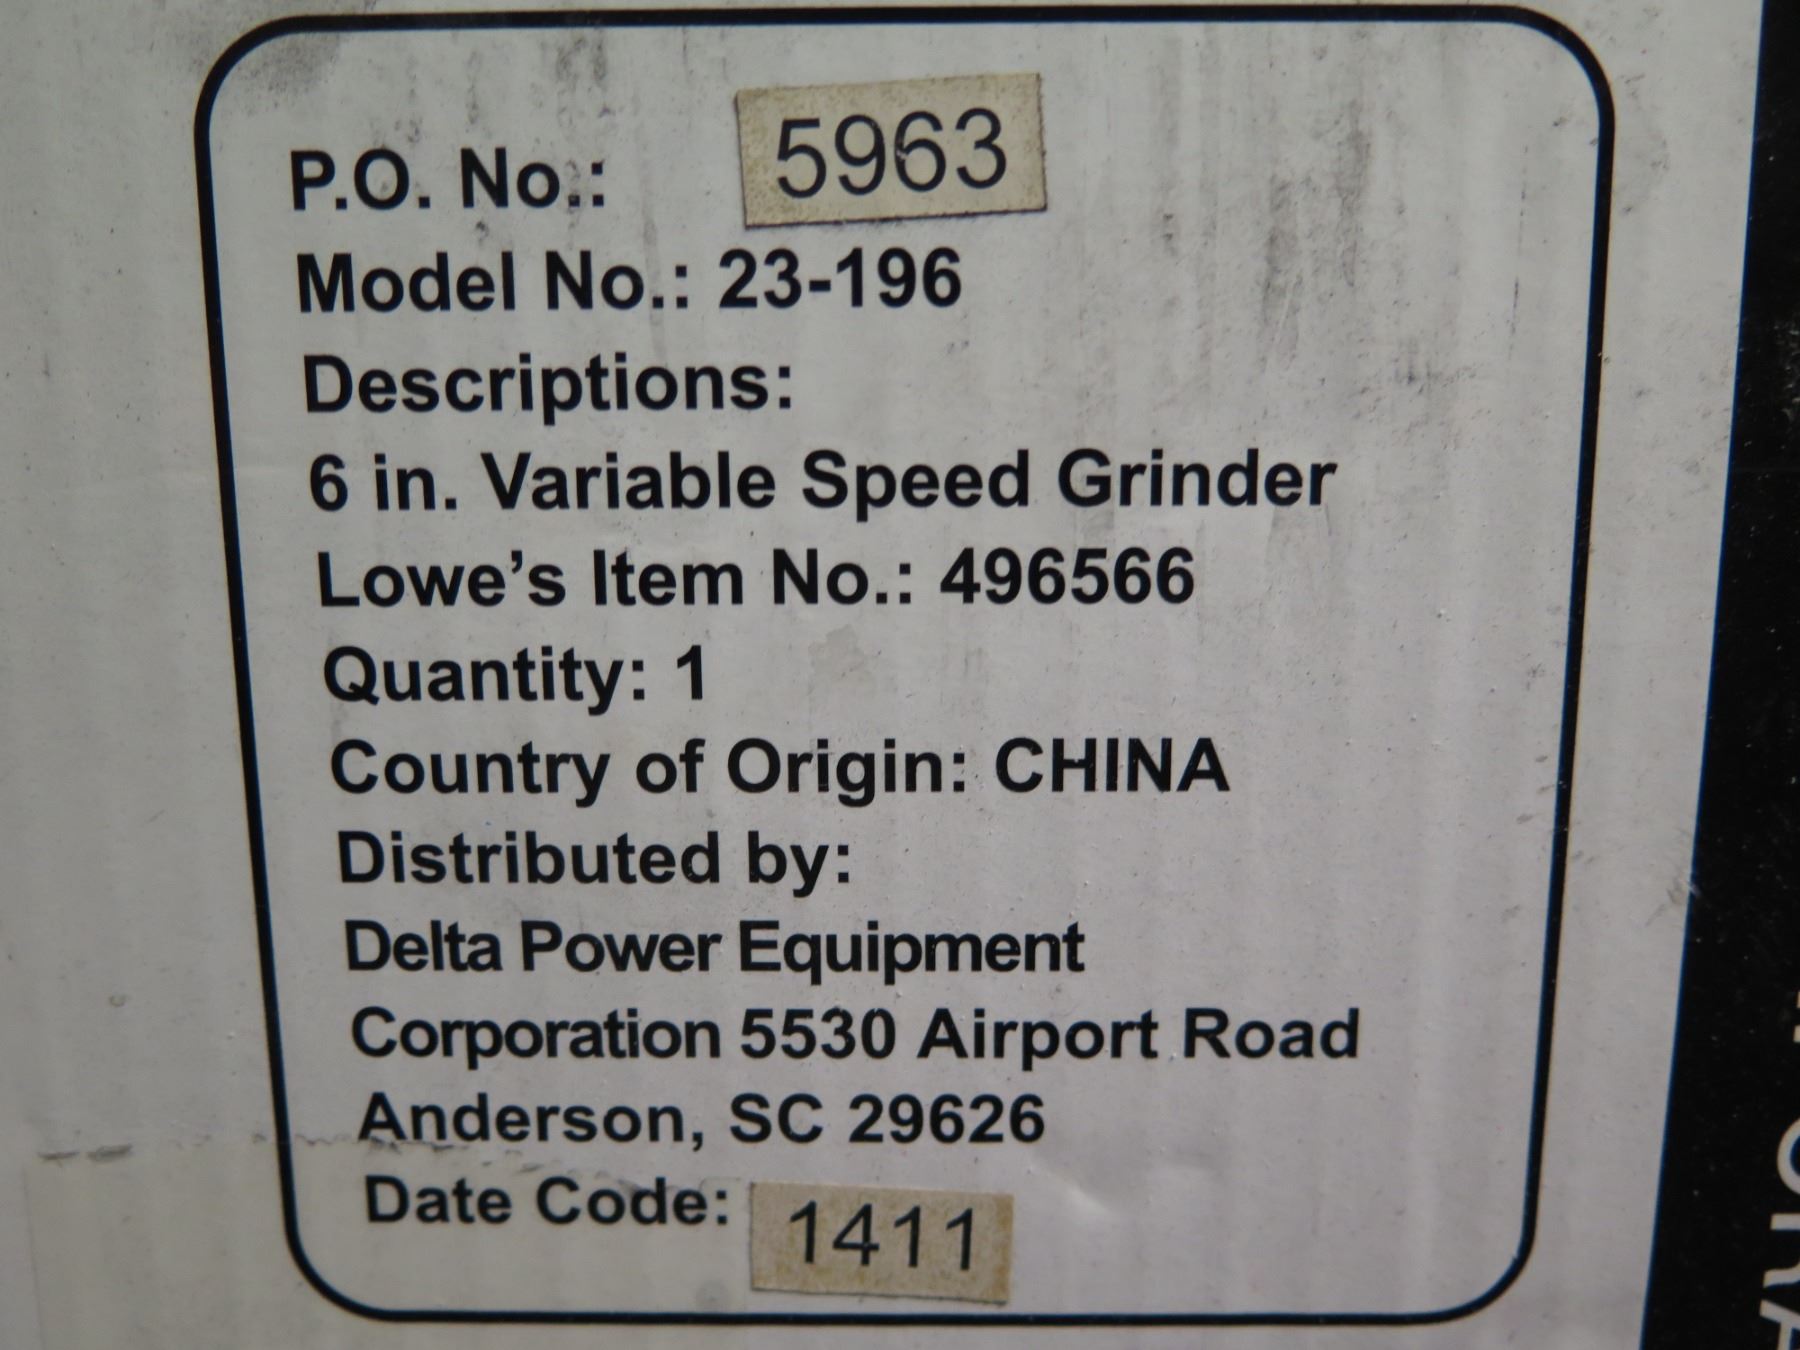 P.O. No.: 5963
Model No.: 23-196
Descriptions:
6 in. Variable Speed Grinder
Lowe's Item No.: 496566
Quantity: 1
Country of Origin: CHINA
Distributed by:
Delta Power Equipment
Corporation 5530 Airport Road
Anderson, SC 29626
Date Code: 1411